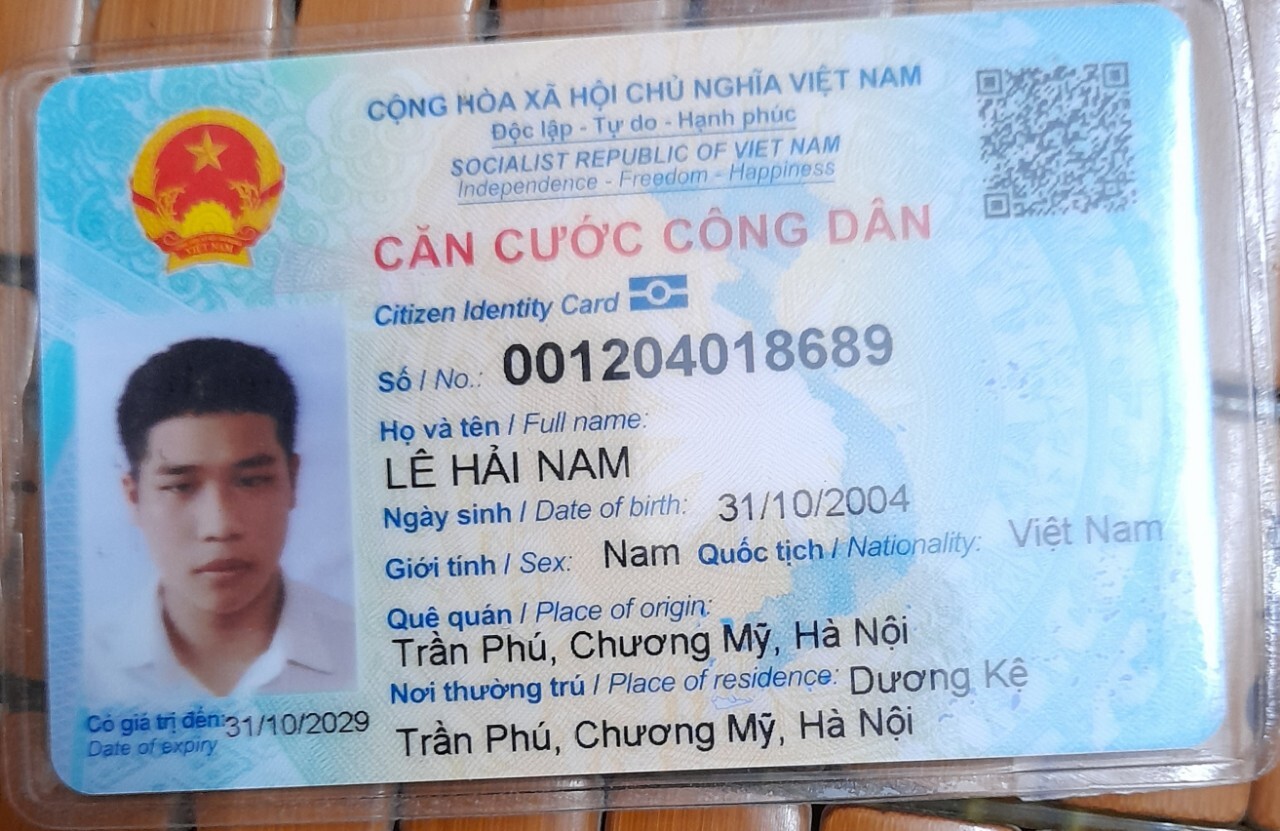 CỘNG HÒA XÃ HỘI CHỦ NGHĨA VIỆT NAM
Độc lập - Tự do - Hạnh phúc
SOCIALIST REPUBLIC OF VIET NAM
Independence - Freedom - Happiness
CĂN CƯỚC CÔNG DÂN
Citizen Identity Card
Số / No.: 001204018689
Họ và tên / Full name:
LÊ HẢI NAM
Ngày sinh / Date of birth: 31/10/2004
Giới tính / Sex: Nam Quốc tịch / Nationality: Việt Nam
Quê quán / Place of origin:
Trần Phú, Chương Mỹ, Hà Nội
Nơi thường trú / Place of residence: Dương Kệ
Trần Phú, Chương Mỹ, Hà Nội
Có giá trị đến: 31/10/2029
Date of expiry
VIỆT NAM